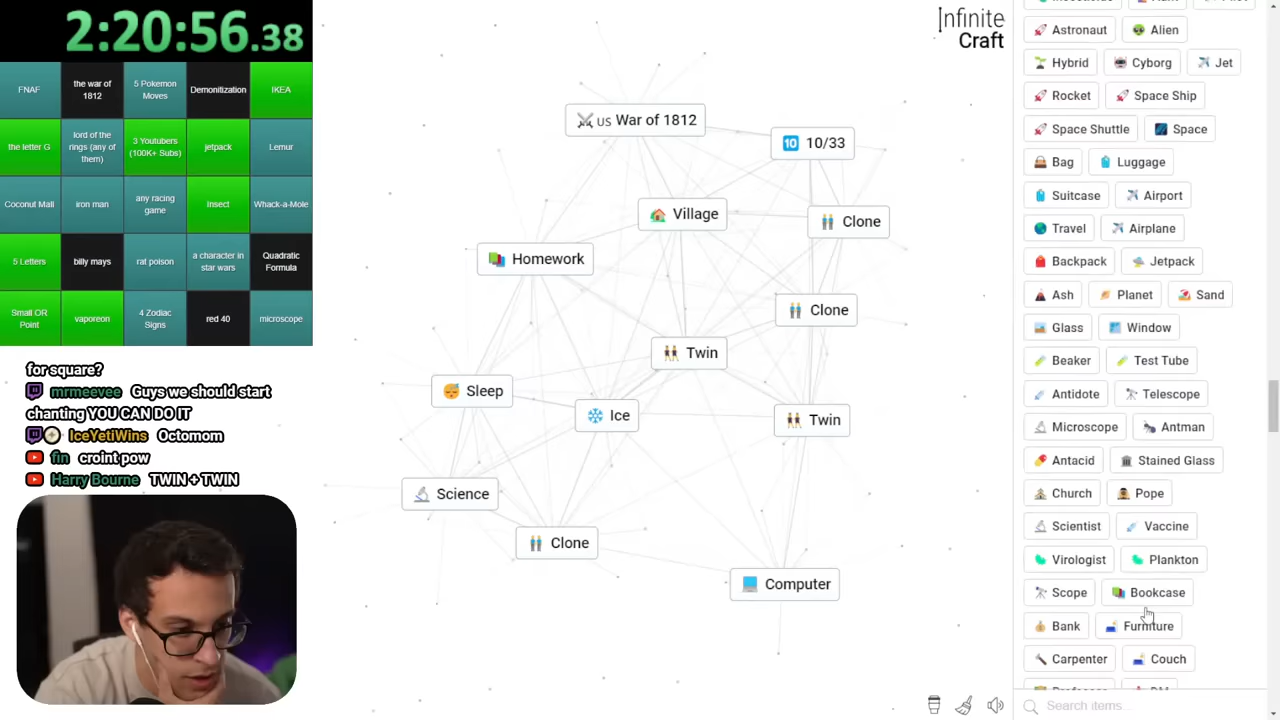 2:20:56.38
FNAF
the war of
1812
5 Pokemon
Moves
Demonitization
IKEA
the letter G
lord of the
rings (any of
them)
3 Youtubers
(100K+ Subs)
jetpack
Lemur
Coconut Mall
iron man
any racing
game
Insect
Whack-a-Mole
5 Letters
billy mays
rat poison
a character in
star wars
Quadratic
Formula
Small OR
Point
vaporeon
4 Zodiac
Signs
red 40
microscope
for square?
mrmeevee Guys we should start
chanting YOU CAN DO IT
IceYetiWins Octomom
fin croint pow
Harry Bourne TWIN + TWIN
Infinite
Craft
us War of 1812
10 10/33
Village
Clone
Homework
Clone
Twin
Sleep
Ice
Twin
Science
Clone
Computer
Astronaut
Alien
Hybrid
Cyborg
Jet
Rocket
Space Ship
Space Shuttle
Space
Bag
Luggage
Suitcase
Airport
Travel
Airplane
Backpack
Jetpack
Ash
Planet
Sand
Glass
Window
Beaker
Test Tube
Antidote
Telescope
Microscope
Antman
Antacid
Stained Glass
Church
Pope
Scientist
Vaccine
Virologist
Plankton
Scope
Bookcase
Bank
Furniture
Carpenter
Couch
Search items...